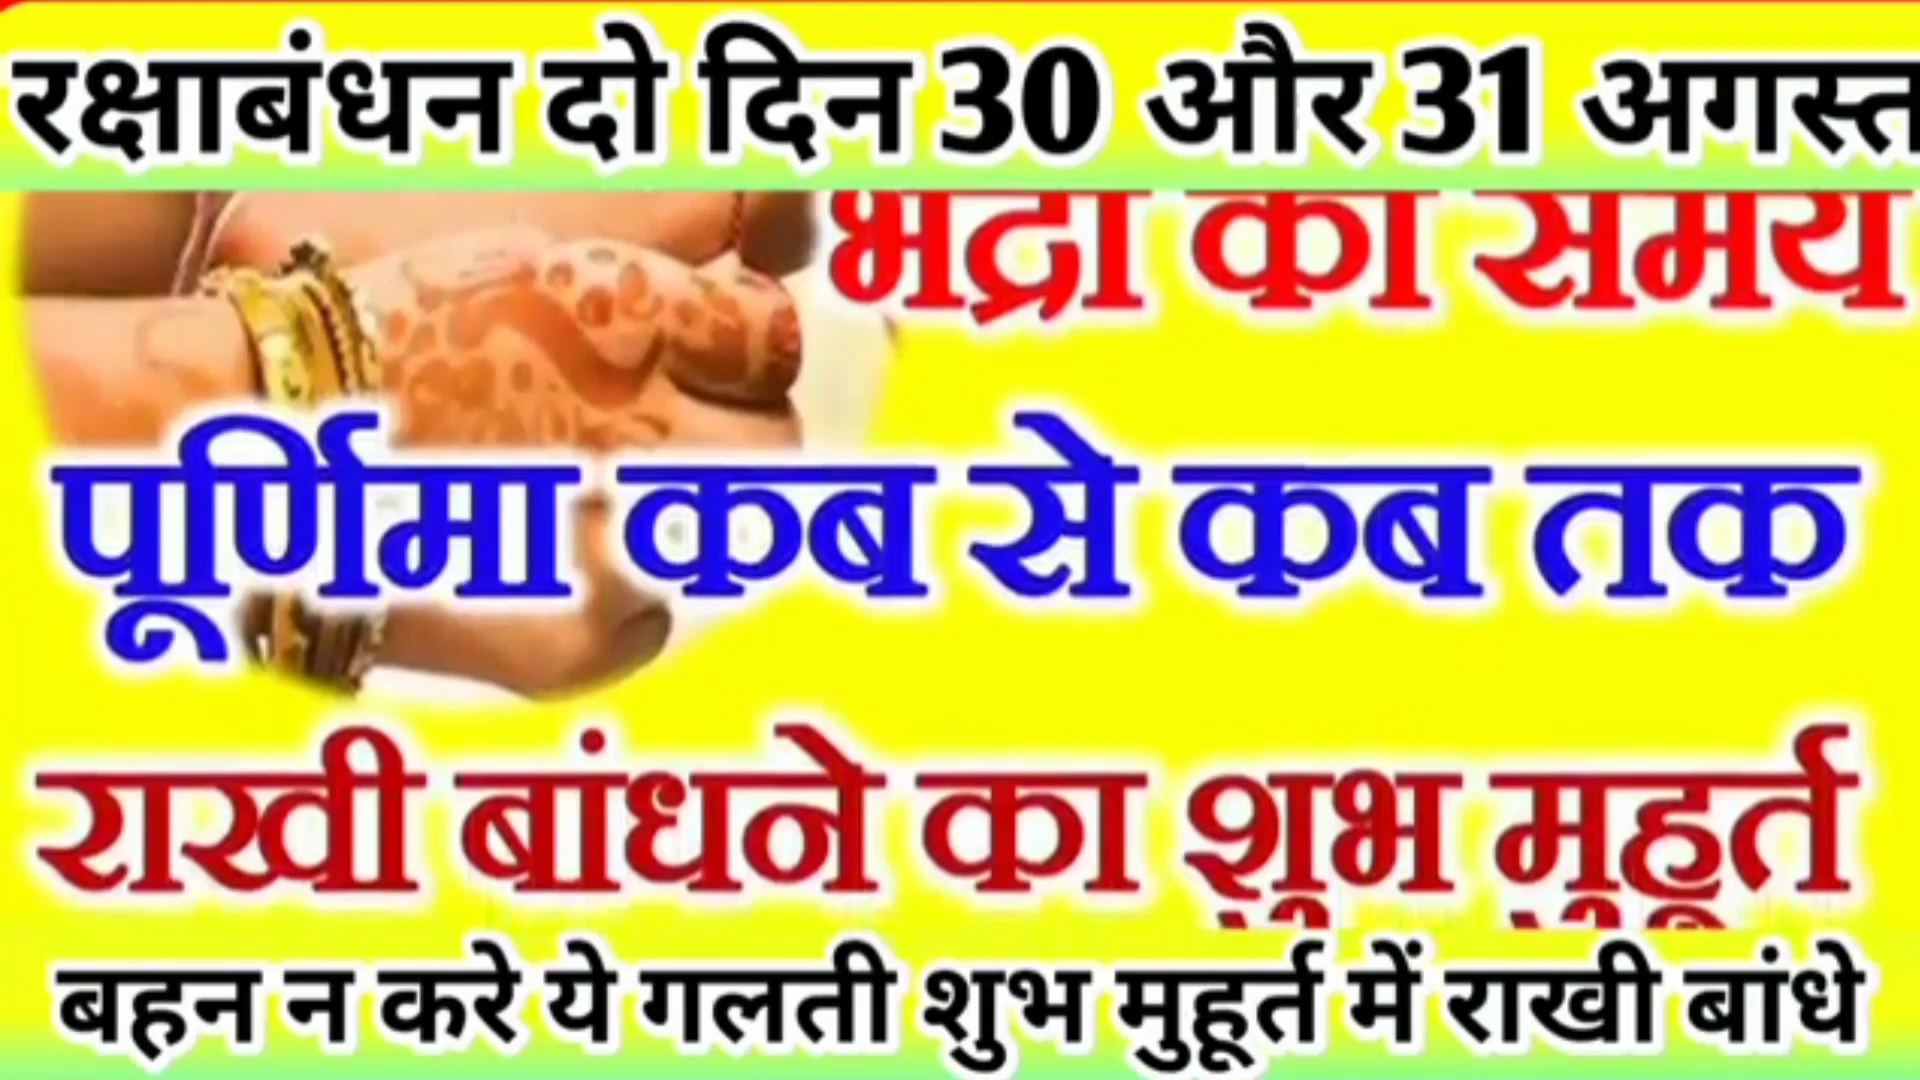 रक्षाबंधन दो दिन 30 और 31 अगस्त
भद्रा का समय
पूर्णिमा कब से कब तक
राखी बांधने का शुभ मुहूर्त
बहन न करे ये गलती शुभ मुहूर्त में राखी बांधे